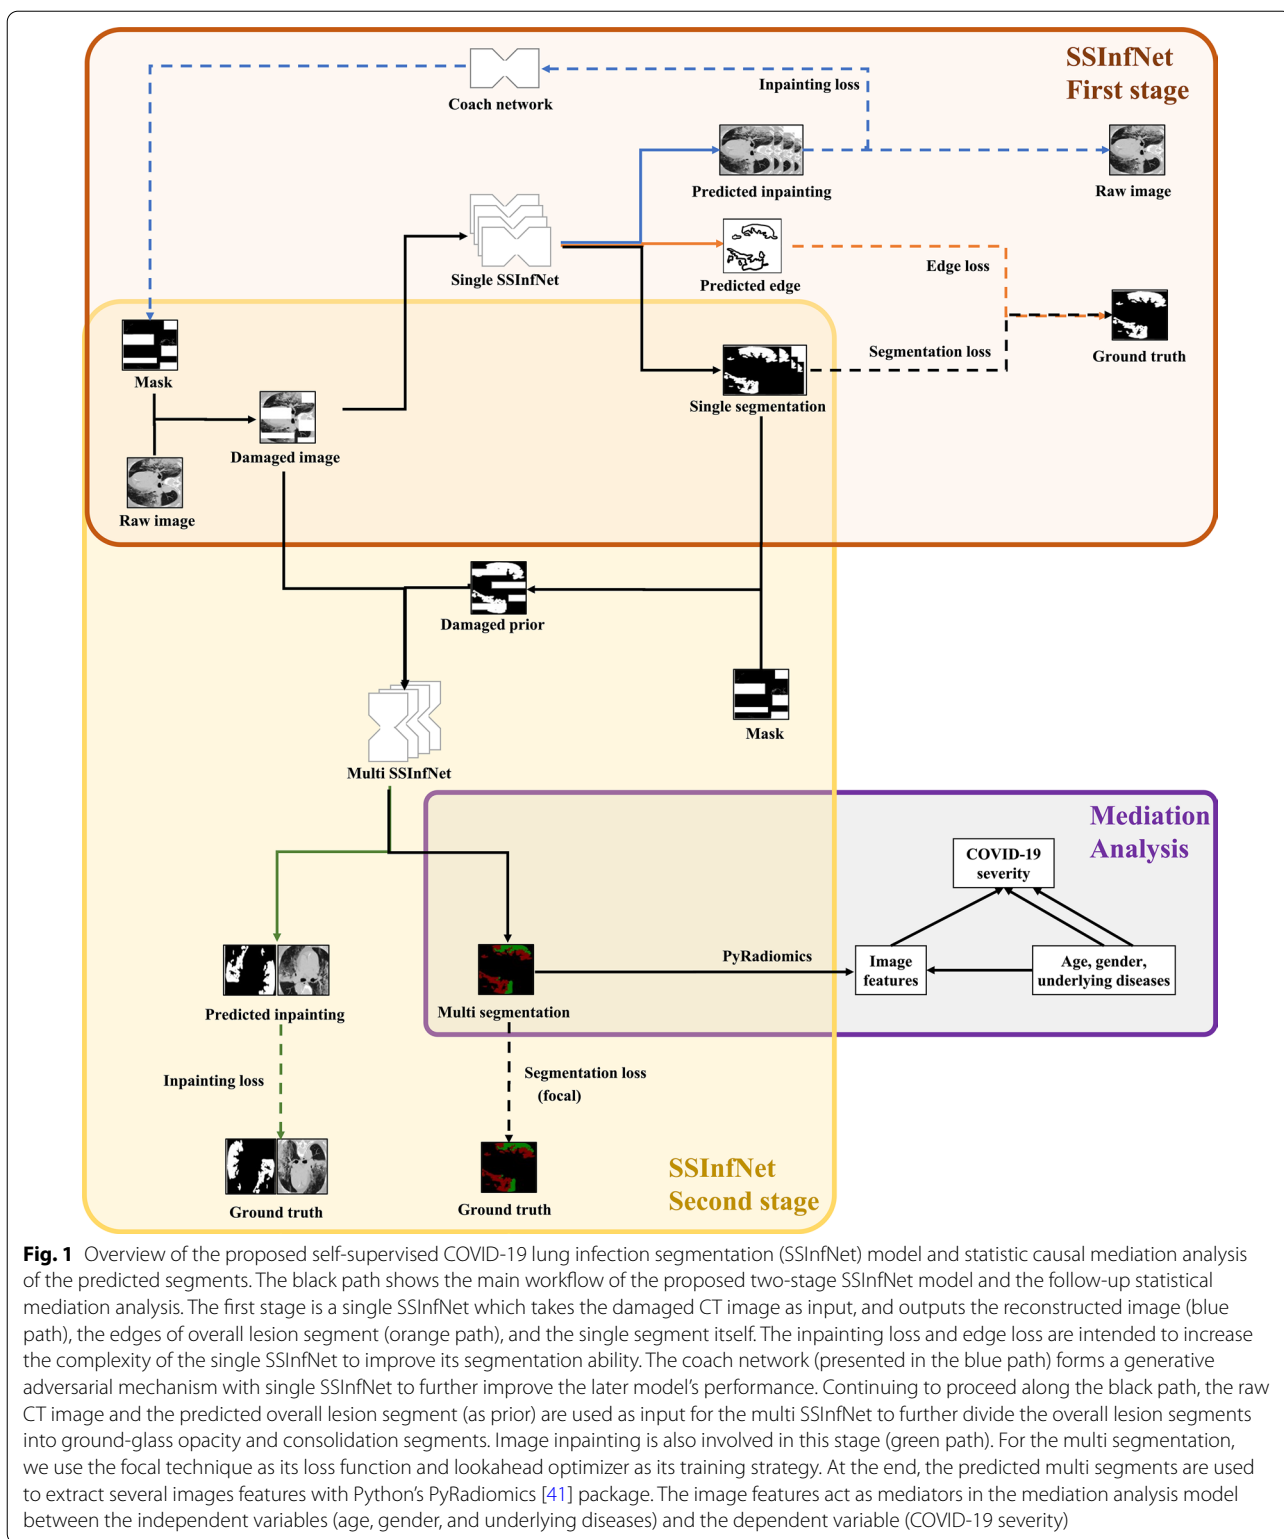 SSInfNet
First stage
Coach network
Inpainting loss
Predicted inpainting
Raw image
Single SSInfNet
Predicted edge
Edge loss
Ground truth
Segmentation loss
Single segmentation
Mask
Damaged image
Raw image
Damaged prior
Mask
Multi SSInfNet
Mediation
Analysis
COVID-19
severity
PyRadiomics
Image
features
Age, gender,
underlying diseases
Predicted inpainting
Multi segmentation
Inpainting loss
Segmentation loss
(focal)
Ground truth
Ground truth
SSInfNet
Second stage
Fig. 1 Overview of the proposed self-supervised COVID-19 lung infection segmentation (SSInfNet) model and statistic causal mediation analysis
of the predicted segments. The black path shows the main workflow of the proposed two-stage SSInfNet model and the follow-up statistical
mediation analysis. The first stage is a single SSInfNet which takes the damaged CT image as input, and outputs the reconstructed image (blue
path), the edges of overall lesion segment (orange path), and the single segment itself. The inpainting loss and edge loss are intended to increase
the complexity of the single SSInfNet to improve its segmentation ability. The coach network (presented in the blue path) forms a generative
adversarial mechanism with single SSInfNet to further improve the later model's performance. Continuing to proceed along the black path, the raw
CT image and the predicted overall lesion segment (as prior) are used as input for the multi SSInfNet to further divide the overall lesion segments
into ground-glass opacity and consolidation segments. Image inpainting is also involved in this stage (green path). For the multi segmentation,
we use the focal technique as its loss function and lookahead optimizer as its training strategy. At the end, the predicted multi segments are used
to extract several images features with Python's PyRadiomics [41] package. The image features act as mediators in the mediation analysis model
between the independent variables (age, gender, and underlying diseases) and the dependent variable (COVID-19 severity)